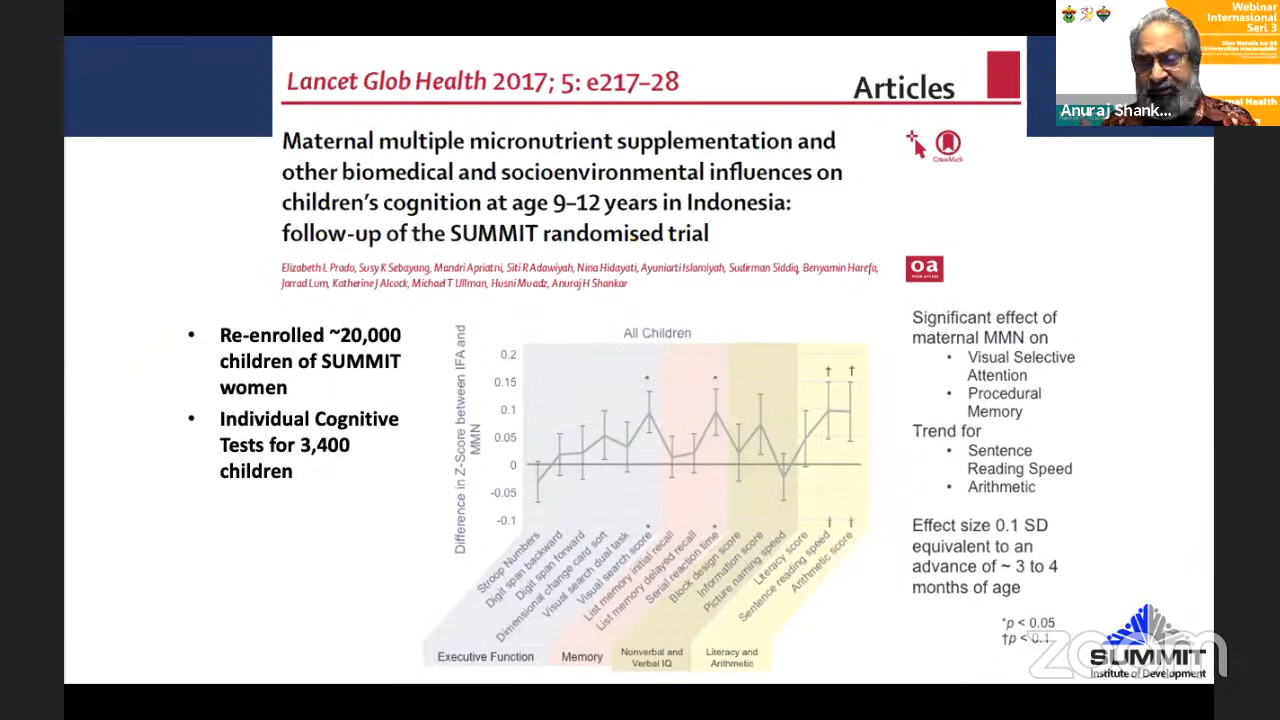 Webinar
Internasional
Seri 3
Dies Natalis ke-38
Universitas Hasanuddin
Anuraj Shank...
Lancet Glob Health 2017; 5: e217–28
Articles
Maternal multiple micronutrient supplementation and
other biomedical and socioenvironmental influences on
children's cognition at age 9–12 years in Indonesia:
follow-up of the SUMMIT randomised trial
CrossMark
Elizabeth L Prado, Susy K Sebayang, Mandri Apriatni, Siti R Adawiyah, Nina Hidayati, Ayuniarti Islamiyah, Sudirman Siddiq, Benyamin Harefa,
Jarrad Lum, Katherine J Alcock, Michael T Ullman, Husni Muadz, Anuraj H Shankar
oa
• Re-enrolled ~20,000
children of SUMMIT
women
• Individual Cognitive
Tests for 3,400
children
All Children
Difference in Z-Score between IFA and
MMN
0.2
0.15
0.1
0.05
0
-0.05
-0.1
* * † †
* * † †
Stroop Numbers
Digit span backward
Digit span forward
Dimensional change card sort
Visual search dual task
Visual search score
List memory initial recall
List memory delayed recall
Serial reaction time
Block design score
Information score
Picture naming speed
Literacy score
Sentence reading speed
Arithmetic score
Executive Function
Memory
Nonverbal and
Verbal IQ
Literacy and
Arithmetic
Significant effect of
maternal MMN on
• Visual Selective
Attention
• Procedural
Memory
Trend for
• Sentence
Reading Speed
• Arithmetic
Effect size 0.1 SD
equivalent to an
advance of ~ 3 to 4
months of age
*p < 0.05
†p < 0.1
zoom
SUMMIT
Institute of Development